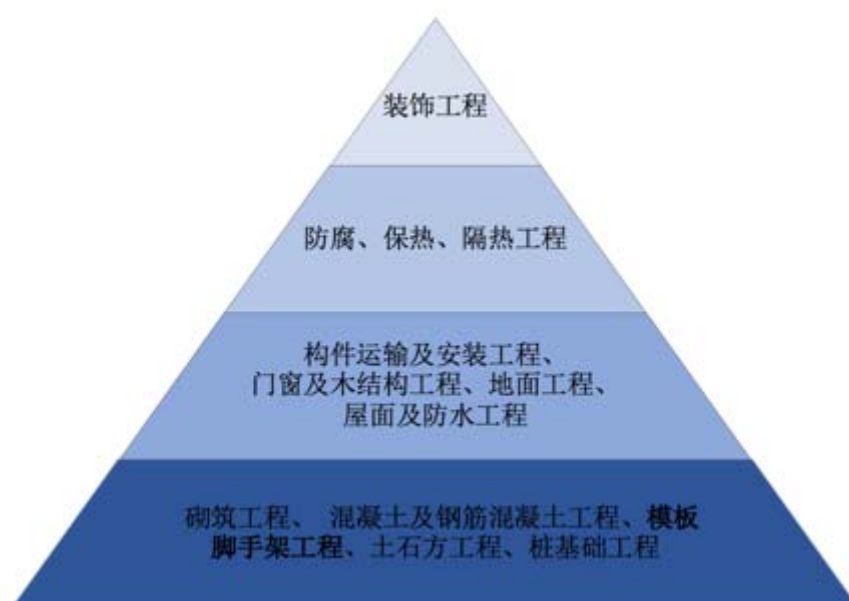 装饰工程
防腐、保热、隔热工程
构件运输及安装工程、
门窗及木结构工程、地面工程、
屋面及防水工程
砌筑工程、 混凝土及钢筋混凝土工程、模板
脚手架工程、土石方工程、桩基础工程